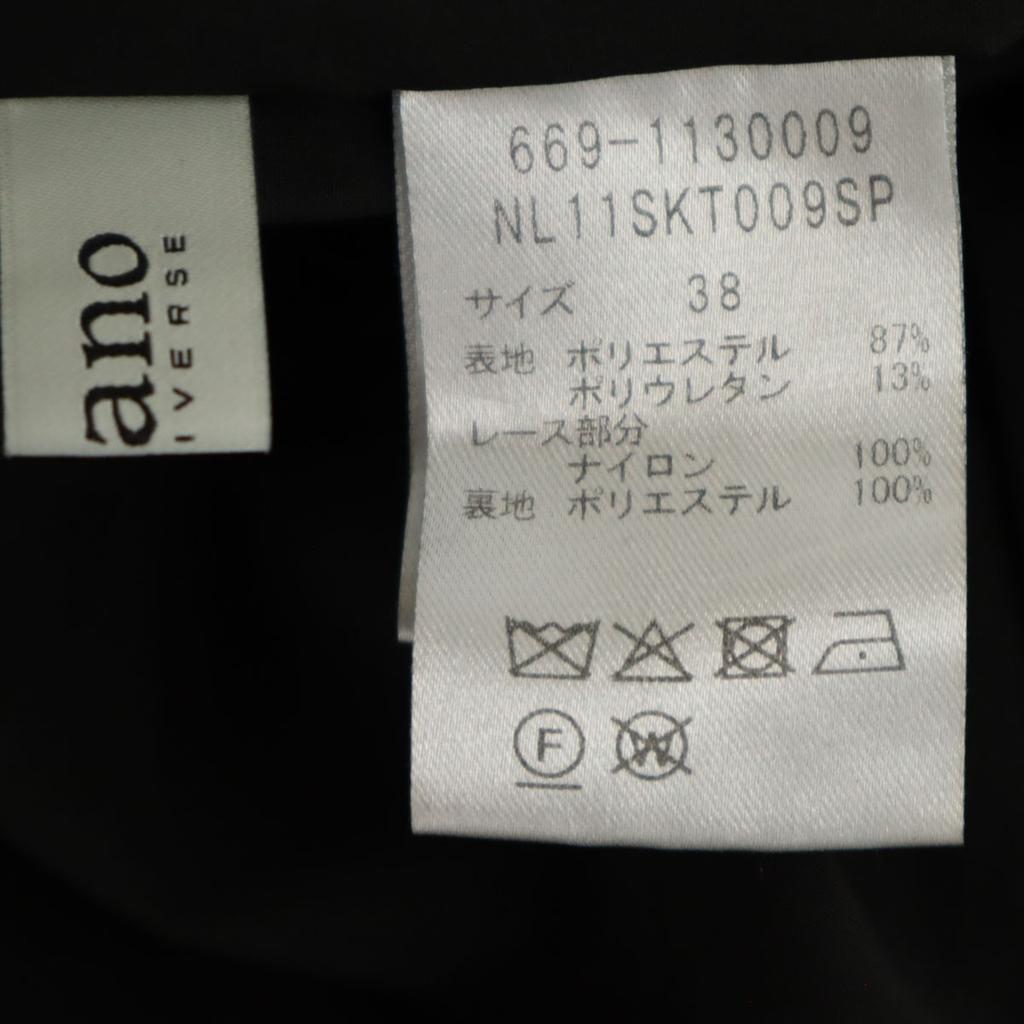 ano
IVERSE
669-1130009
NL11SKT009SP
サイズ 38
表地 ポリエステル 87%
ポリウレタン 13%
レース部分
ナイロン 100%
裏地 ポリエステル 100%
F
W